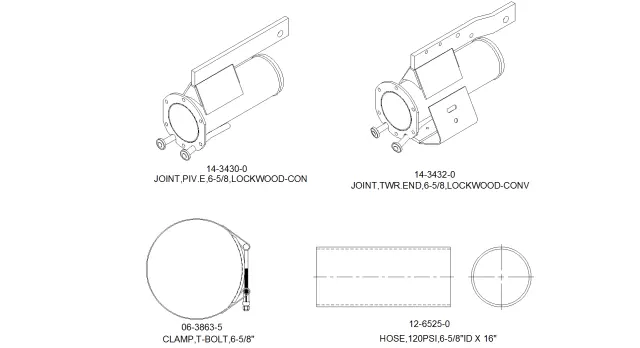 14-3430-0
JOINT,PIV.E,6-5/8,LOCKWOOD-CON
14-3432-0
JOINT,TWR.END,6-5/8,LOCKWOOD-CONV
06-3863-5
CLAMP,T-BOLT,6-5/8"
12-6525-0
HOSE,120PSI,6-5/8"ID X 16"